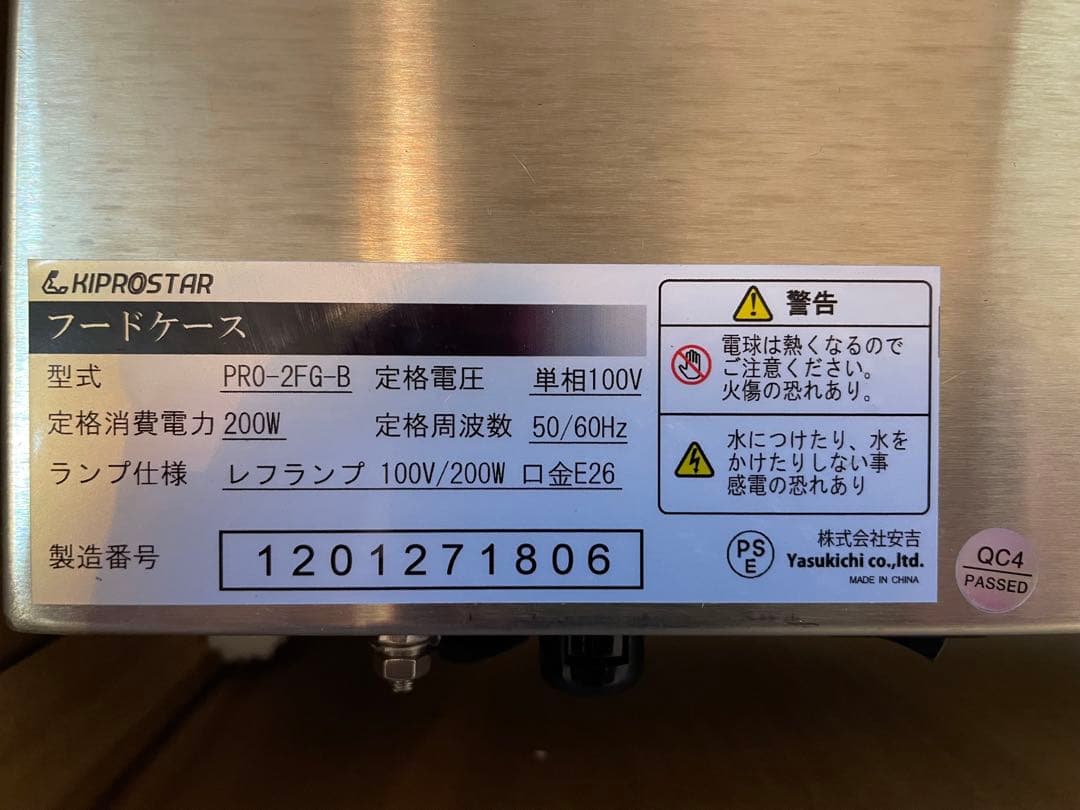 KIPROSTAR
フードケース
型式 PRO-2FG-B 定格電圧 単相100V
定格消費電力 200W 定格周波数 50/60Hz
ランプ仕様 レフランプ 100V/200W 口金E26
製造番号 1201271806
警告
電球は熱くなるので
ご注意ください。
火傷の恐れあり。
水につけたり、水を
かけたりしない事
感電の恐れあり
PS
E
株式会社安吉
Yasukichi co.,ltd.
MADE IN CHINA
QC4
PASSED